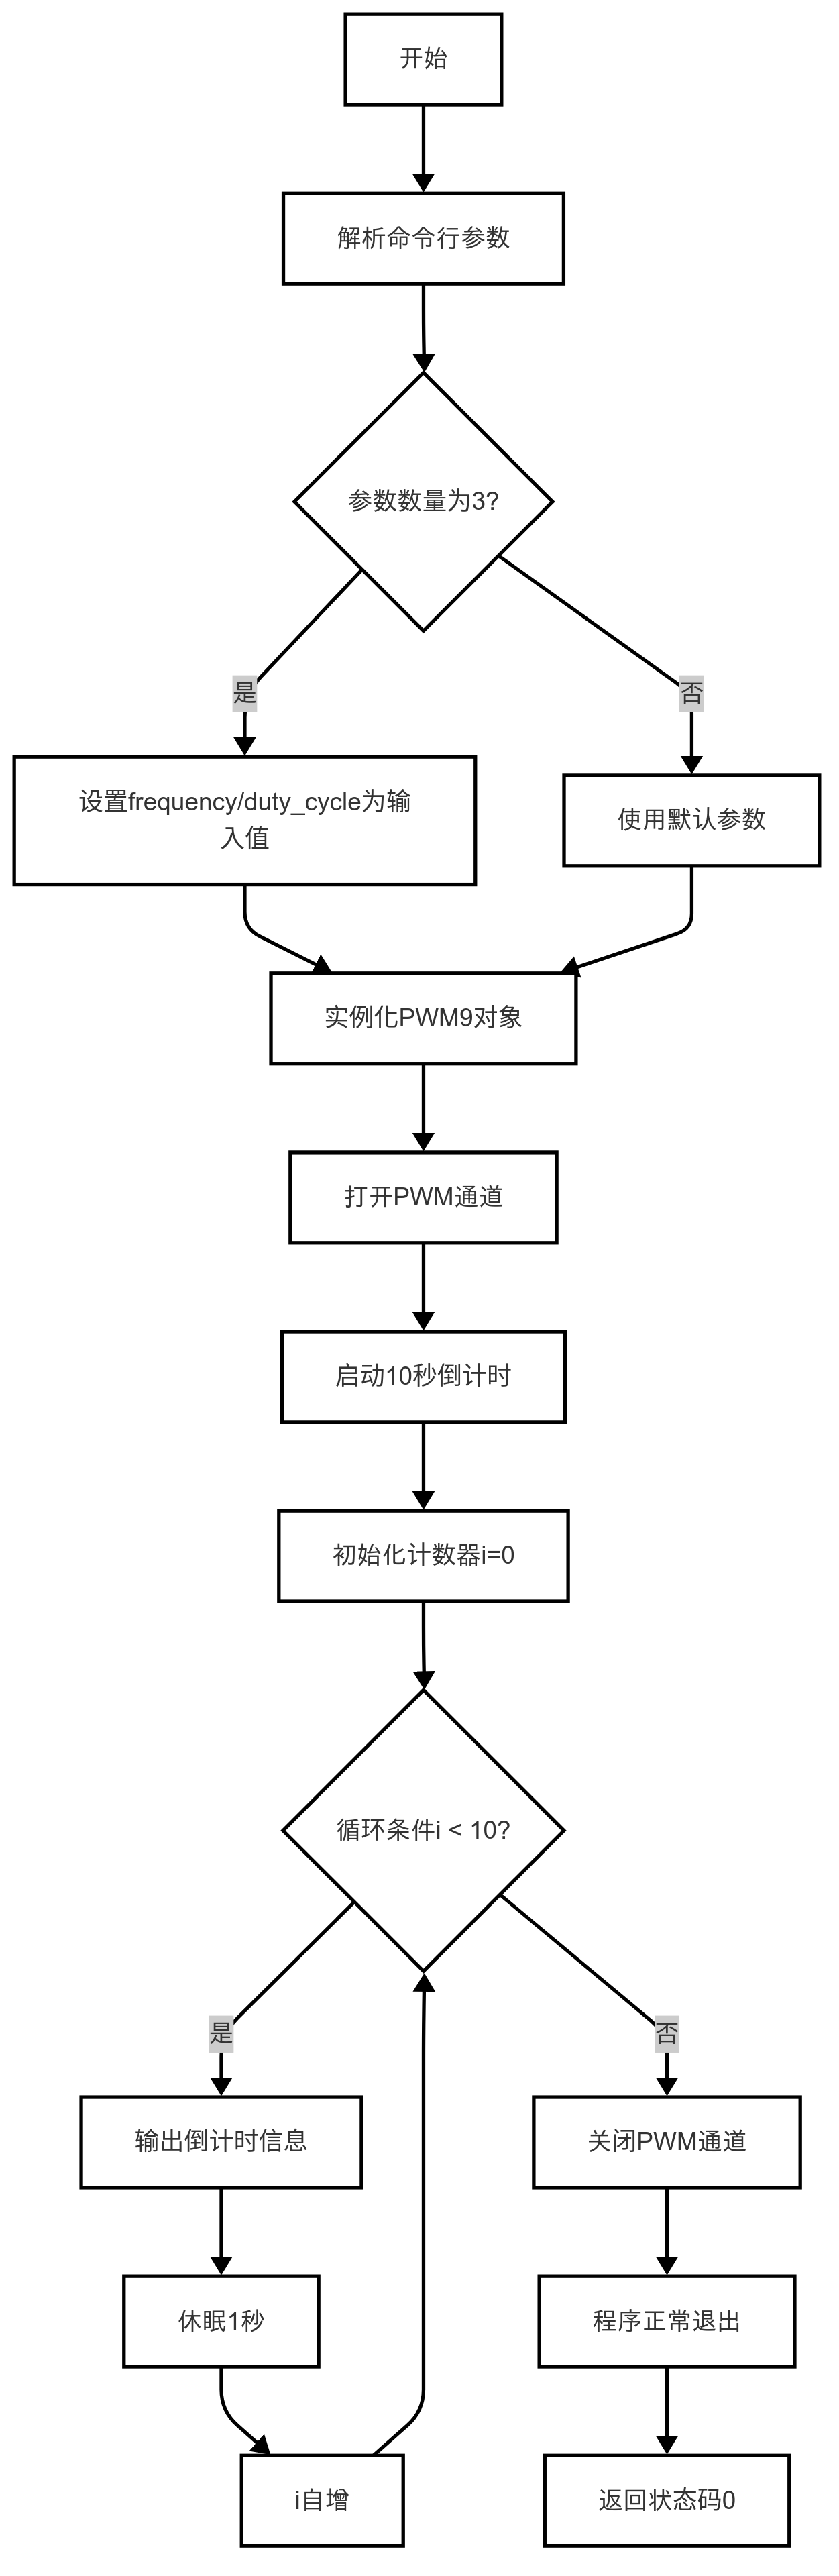 开始
解析命令行参数
参数数量为3?
是
否
设置frequency/duty_cycle为输
入值
使用默认参数
实例化PWM9对象
打开PWM通道
启动10秒倒计时
初始化计数器i=0
循环条件i < 10?
是
否
输出倒计时信息
关闭PWM通道
休眠1秒
程序正常退出
i自增
返回状态码0